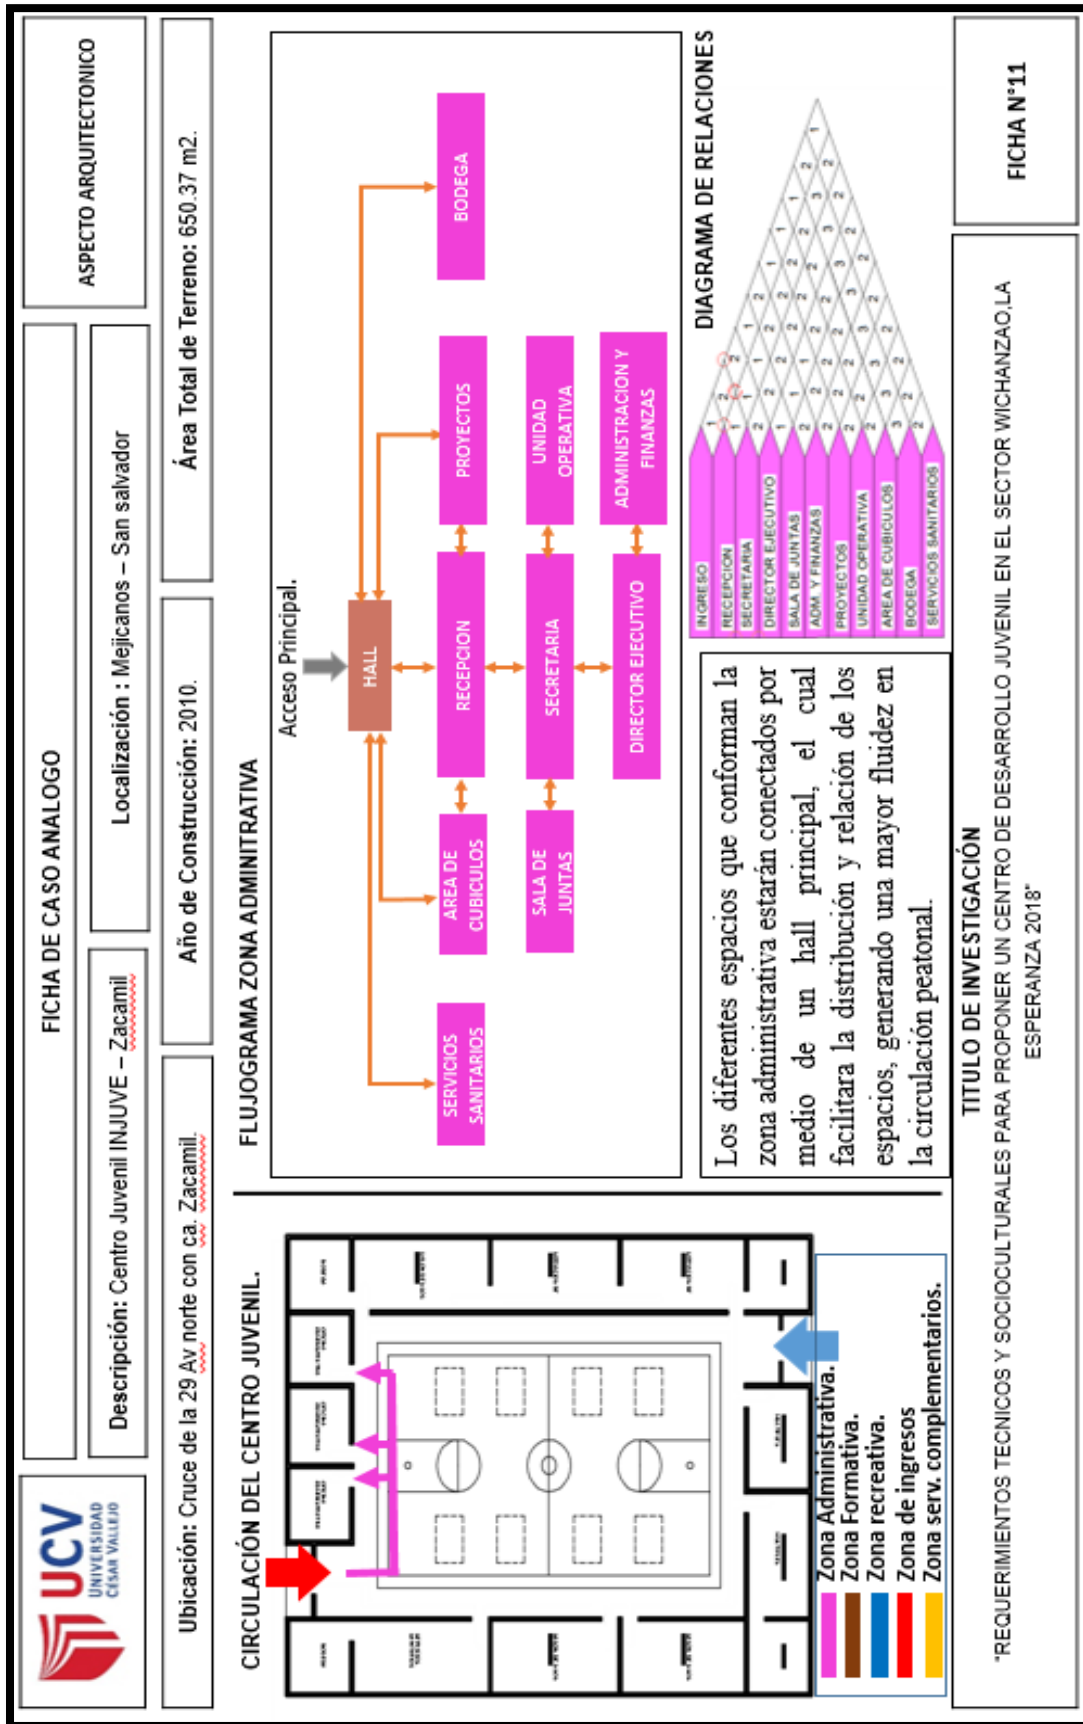 UCV
UNIVERSIDAD
CÉSAR VALLEJO
FICHA DE CASO ANALOGO
ASPECTO ARQUITECTONICO
Descripción: Centro Juvenil INJUVE – Zacamil
Localización : Mejicanos – San salvador
Ubicación: Cruce de la 29 Av norte con ca. Zacamil.
Año de Construcción: 2010.
Área Total de Terreno: 650.37 m2.
CIRCULACIÓN DEL CENTRO JUVENIL.
Zona Administrativa.
Zona Formativa.
Zona recreativa.
Zona de ingresos
Zona serv. complementarios.
FLUJOGRAMA ZONA ADMINITRATIVA
Acceso Principal.
HALL
SERVICIOS
SANITARIOS
AREA DE
CUBICULOS
RECEPCION
PROYECTOS
BODEGA
SALA DE
JUNTAS
SECRETARIA
UNIDAD
OPERATIVA
DIRECTOR EJECUTIVO
ADMINISTRACION Y
FINANZAS
Los diferentes espacios que conforman la
zona administrativa estarán conectados por
medio de un hall principal, el cual
facilitara la distribución y relación de los
espacios, generando una mayor fluidez en
la circulación peatonal.
DIAGRAMA DE RELACIONES
INGRESO
RECEPCION
SECRETARIA
DIRECTOR EJECUTIVO
SALA DE JUNTAS
ADM Y FINANZAS
PROYECTOS
UNIDAD OPERATIVA
AREA DE CUBICULOS
BODEGA
SERVICIOS SANITARIOS
TITULO DE INVESTIGACIÓN
"REQUERIMIENTOS TECNICOS Y SOCIOCULTURALES PARA PROPONER UN CENTRO DE DESARROLLO JUVENIL EN EL SECTOR WICHANZAO,LA
ESPERANZA 2018"
FICHA N°11